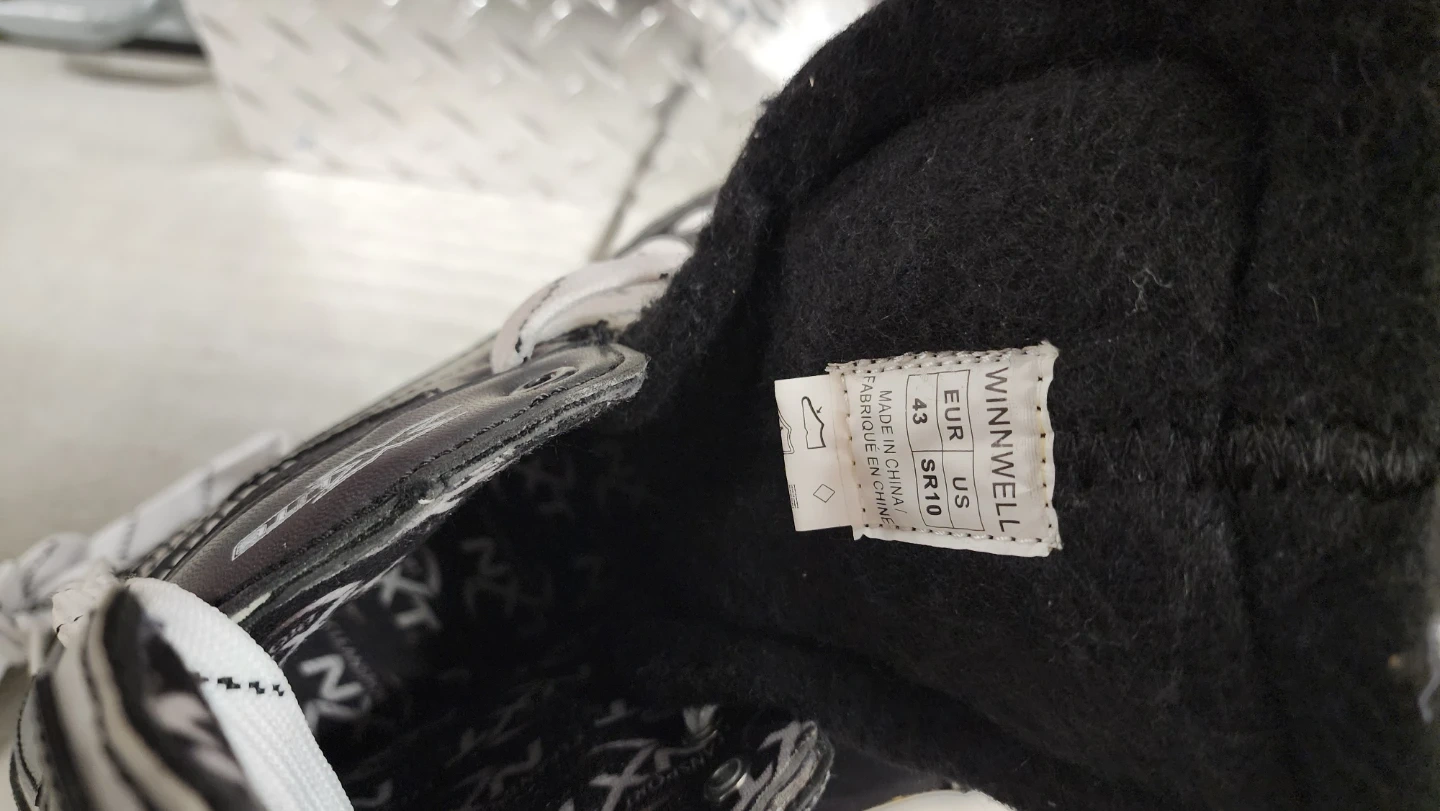 WINNWELL
EUR US
43 SR10
MADE IN CHINA /
FABRIQUÉ EN CHINE